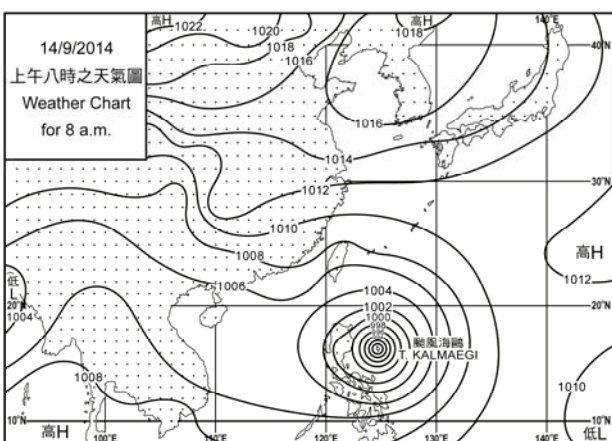 14/9/2014
上午八時之天氣圖
Weather Chart
for 8 a.m.
高H
1022
1020
1018
1016
高H
1018
140°E
40°N
1016
1014
1012
30°N
1010
1008
1006
高H
1012
低
L
1004
20°N
1004
1002
1000
998
颱風海鷗
T. KALMAEGI
1008
1010
10°N
高H
100°E
110°E
120°E
130°E
140°E
低L
10°N